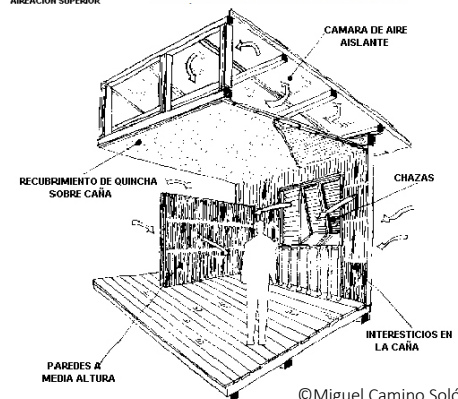 AIREACIÓN SUPERIOR
CAMARA DE AIRE
AISLANTE
RECUBRIMIENTO DE QUINCHA
SOBRE CAÑA
CHAZAS
INTERESTICIOS EN
LA CAÑA
PAREDES A
MEDIA ALTURA
©Miguel Camino Soló